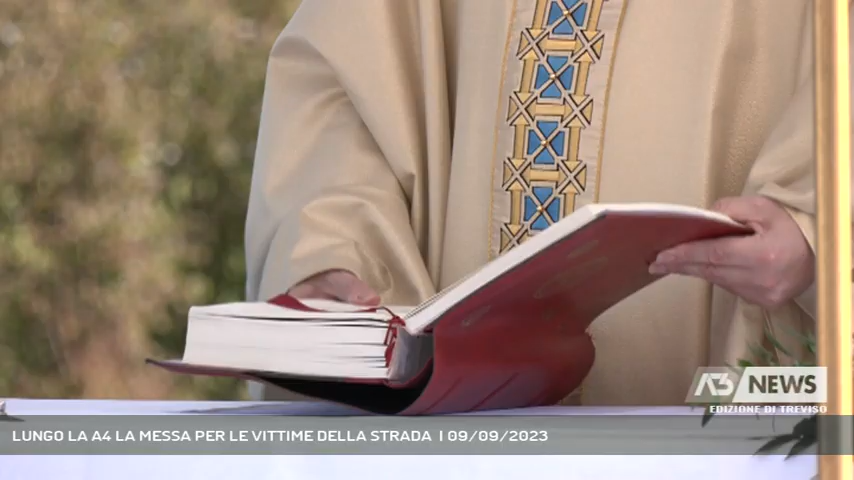 A3 NEWS
EDIZIONE DI TREVISO
LUNGO LA A4 LA MESSA PER LE VITTIME DELLA STRADA | 09/09/2023